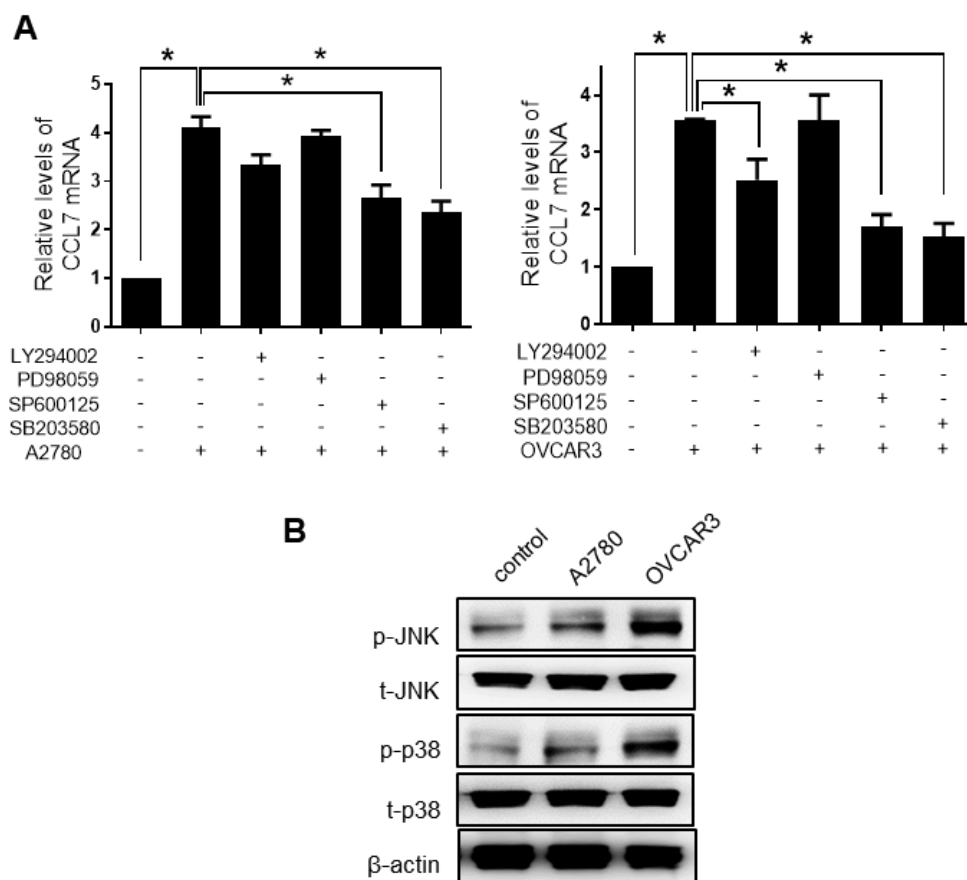 A
*
*
*
Relative levels of
CCL7 mRNA
5
4
3
2
1
0
LY294002 - - + - - -
PD98059 - - - + - -
SP600125 - - - - + -
SB203580 - - - - - +
A2780 - + + + + +
*
*
*
*
Relative levels of
CCL7 mRNA
4
3
2
1
0
LY294002 - - + - - -
PD98059 - - - + - -
SP600125 - - - - + -
SB203580 - - - - - +
OVCAR3 - + + + + +
B
control A2780 OVCAR3
p-JNK
t-JNK
p-p38
t-p38
β-actin